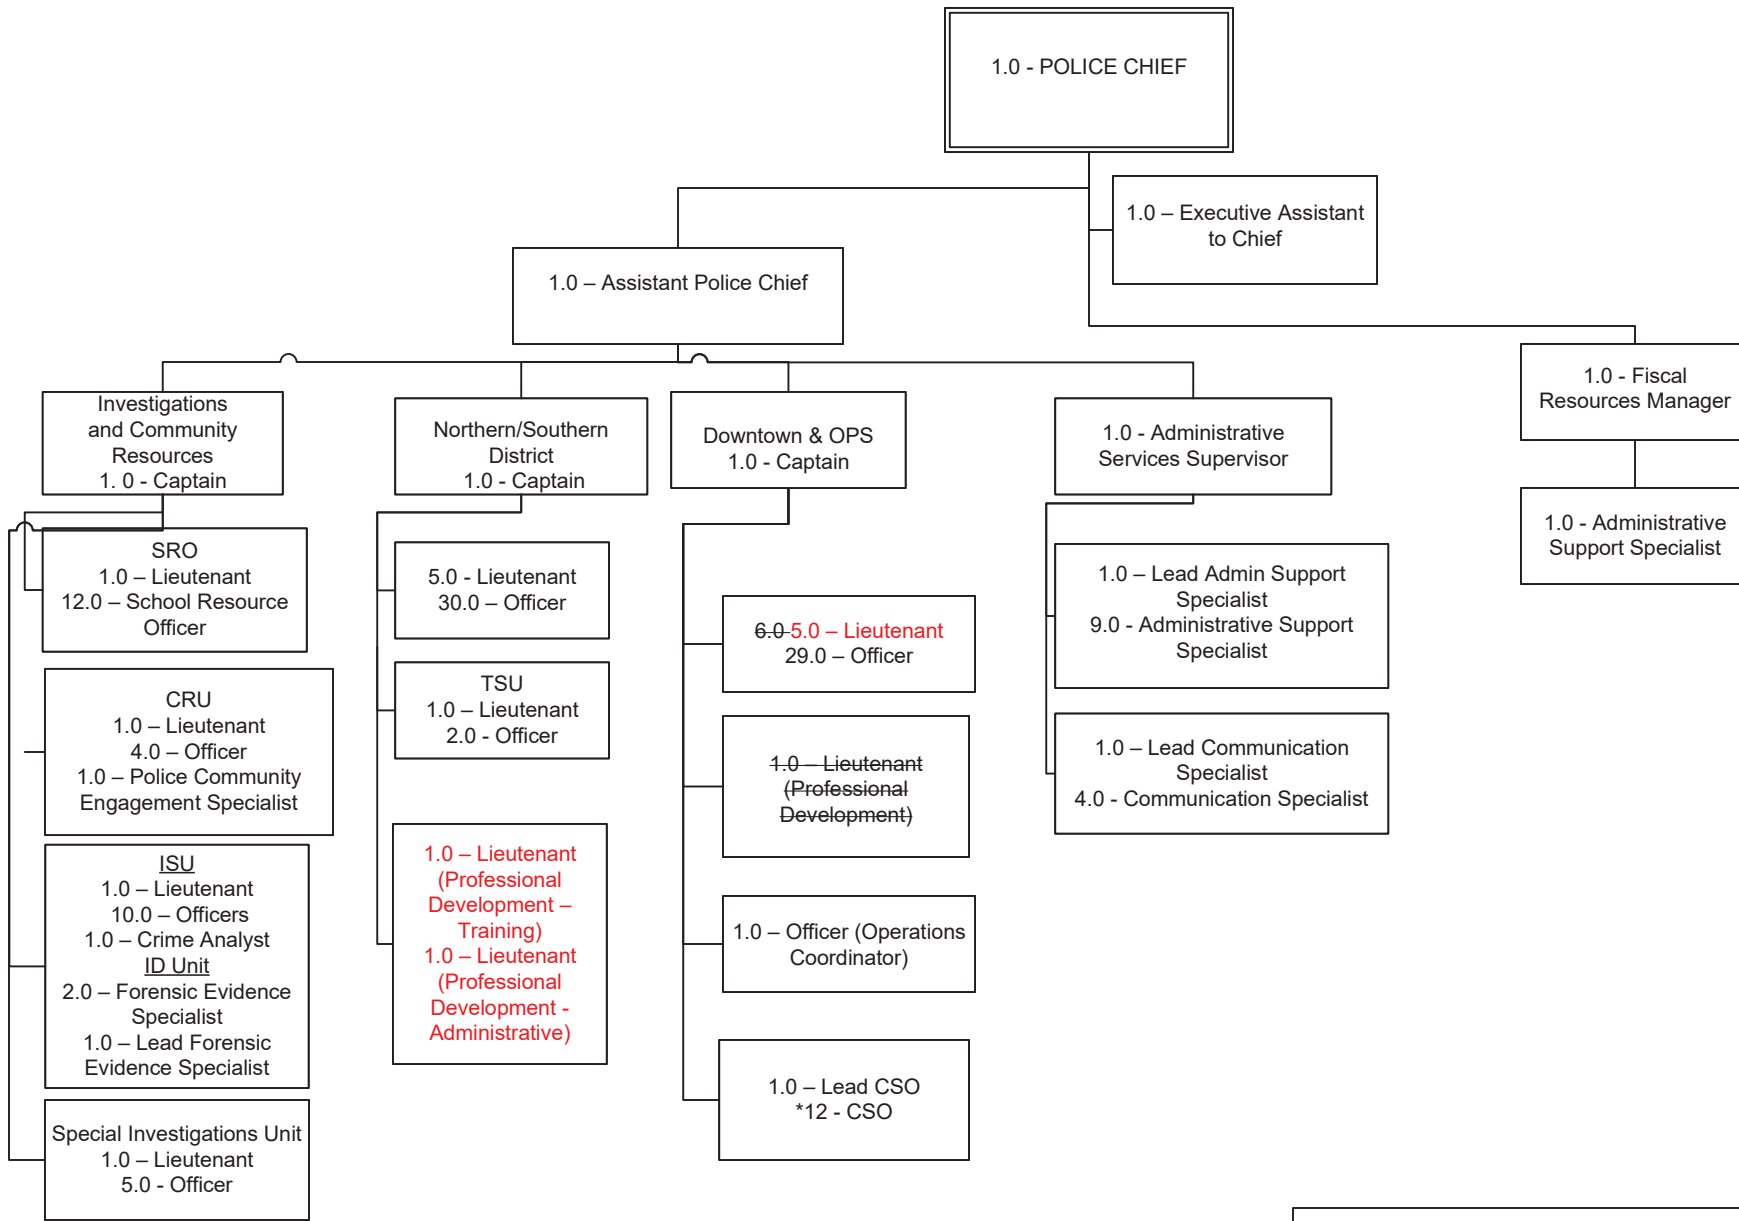 1.0 - POLICE CHIEF
1.0 – Executive Assistant
to Chief
1.0 – Assistant Police Chief
1.0 - Fiscal
Resources Manager
1.0 - Administrative
Support Specialist
Investigations
and Community
Resources
1. 0 - Captain
SRO
1.0 – Lieutenant
12.0 – School Resource
Officer
CRU
1.0 – Lieutenant
4.0 – Officer
1.0 – Police Community
Engagement Specialist
ISU
1.0 – Lieutenant
10.0 – Officers
1.0 – Crime Analyst
ID Unit
2.0 – Forensic Evidence
Specialist
1.0 – Lead Forensic
Evidence Specialist
Special Investigations Unit
1.0 – Lieutenant
5.0 - Officer
Northern/Southern
District
1.0 - Captain
5.0 - Lieutenant
30.0 – Officer
TSU
1.0 – Lieutenant
2.0 - Officer
1.0 – Lieutenant
(Professional
Development –
Training)
1.0 – Lieutenant
(Professional
Development -
Administrative)
Downtown & OPS
1.0 - Captain
6.0 5.0 – Lieutenant
29.0 – Officer
1.0 – Lieutenant
(Professional
Development)
1.0 – Officer (Operations
Coordinator)
1.0 – Lead CSO
*12 - CSO
1.0 - Administrative
Services Supervisor
1.0 – Lead Admin Support
Specialist
9.0 - Administrative Support
Specialist
1.0 – Lead Communication
Specialist
4.0 - Communication Specialist